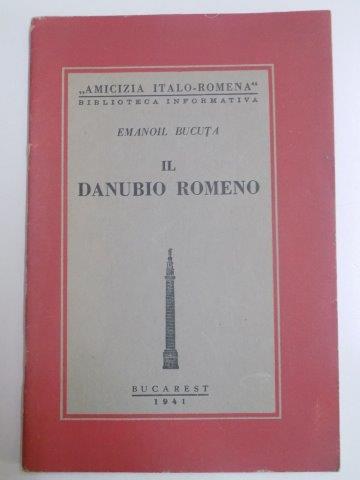 „AMICIZIA ITALO-ROMENA“
BIBLIOTECA INFORMATIVA
EMANOIL BUCUȚA
IL
DANUBIO ROMENO
BUCAREST
1941